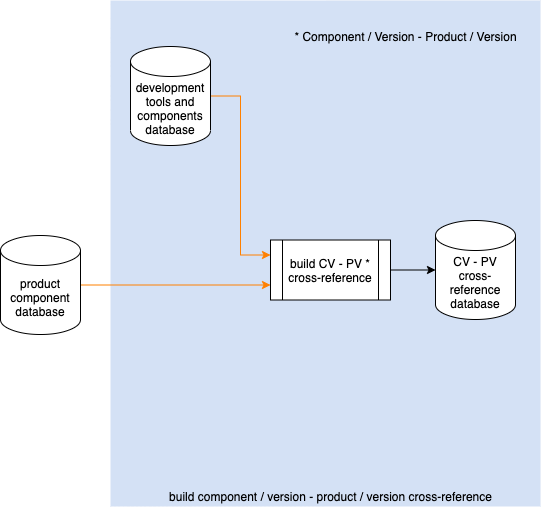 * Component / Version - Product / Version
development
tools and
components
database
build CV - PV *
cross-reference
CV - PV
cross-
reference
database
product
component
database
build component / version - product / version cross-reference